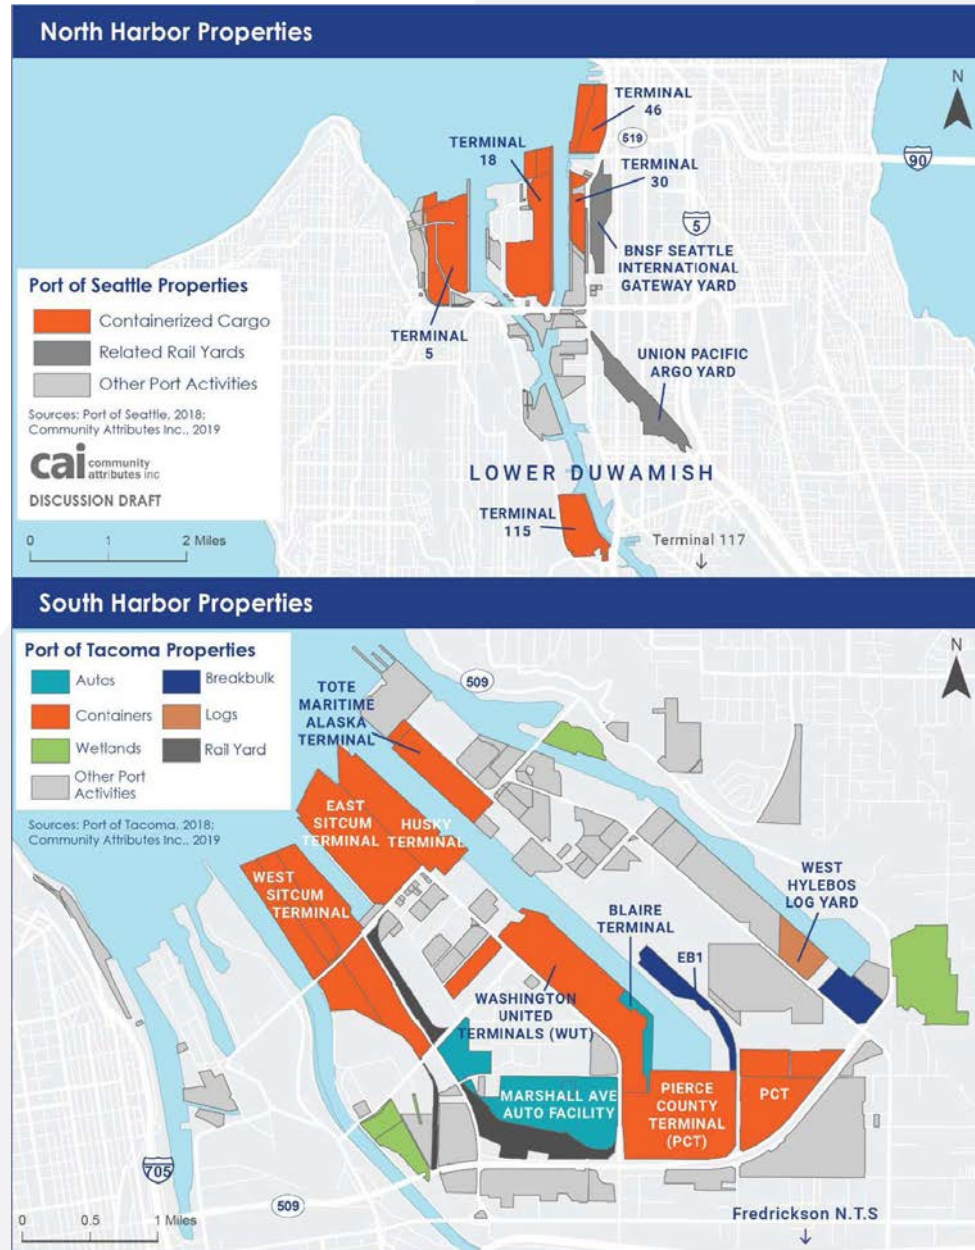 North Harbor Properties
N
TERMINAL
46
519
TERMINAL
18
TERMINAL
30
90
5
BNSF SEATTLE
INTERNATIONAL
GATEWAY YARD
Port of Seattle Properties
Containerized Cargo
Related Rail Yards
Other Port Activities
Sources: Port of Seattle, 2018;
Community Attributes Inc., 2019
cai community
attributes inc
DISCUSSION DRAFT
0 1 2 Miles
TERMINAL
5
UNION PACIFIC
ARGO YARD
LOWER DUWAMISH
TERMINAL
115
Terminal 117
South Harbor Properties
Port of Tacoma Properties
Autos
Breakbulk
Containers
Logs
Wetlands
Rail Yard
Other Port
Activities
Sources: Port of Tacoma, 2018;
Community Attributes Inc., 2019
N
509
TOTE
MARITIME
ALASKA
TERMINAL
EAST
SITCUM
TERMINAL
HUSKY
TERMINAL
WEST
SITCUM
TERMINAL
WEST
HYLEBOS
LOG YARD
BLAIRE
TERMINAL
EB1
WASHINGTON
UNITED
TERMINALS (WUT)
MARSHALL AVE
AUTO FACILITY
PIERCE
COUNTY
TERMINAL
(PCT)
PCT
705
509
0 0.5 1 Miles
Fredrickson N.T.S